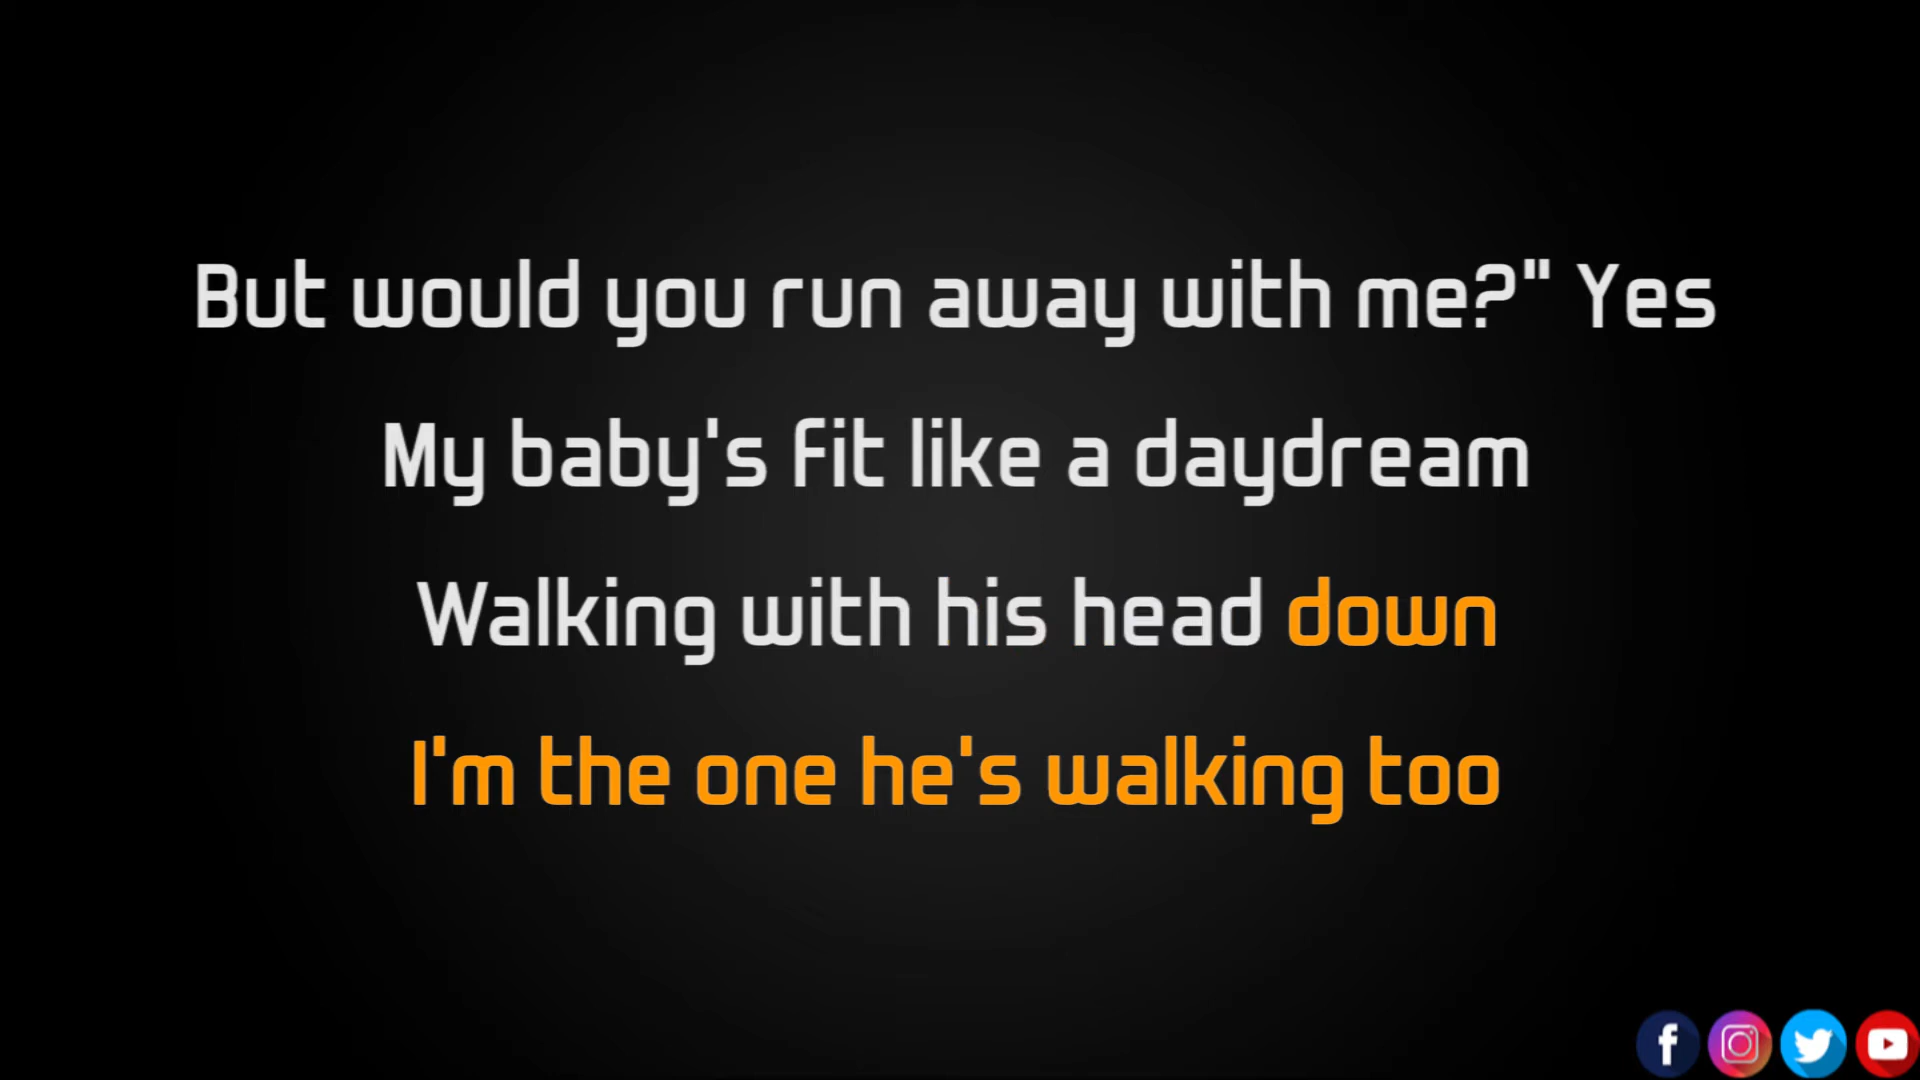 But would you run away with me?" Yes
My baby's fit like a daydream
Walking with his head down
I'm the one he's walking too